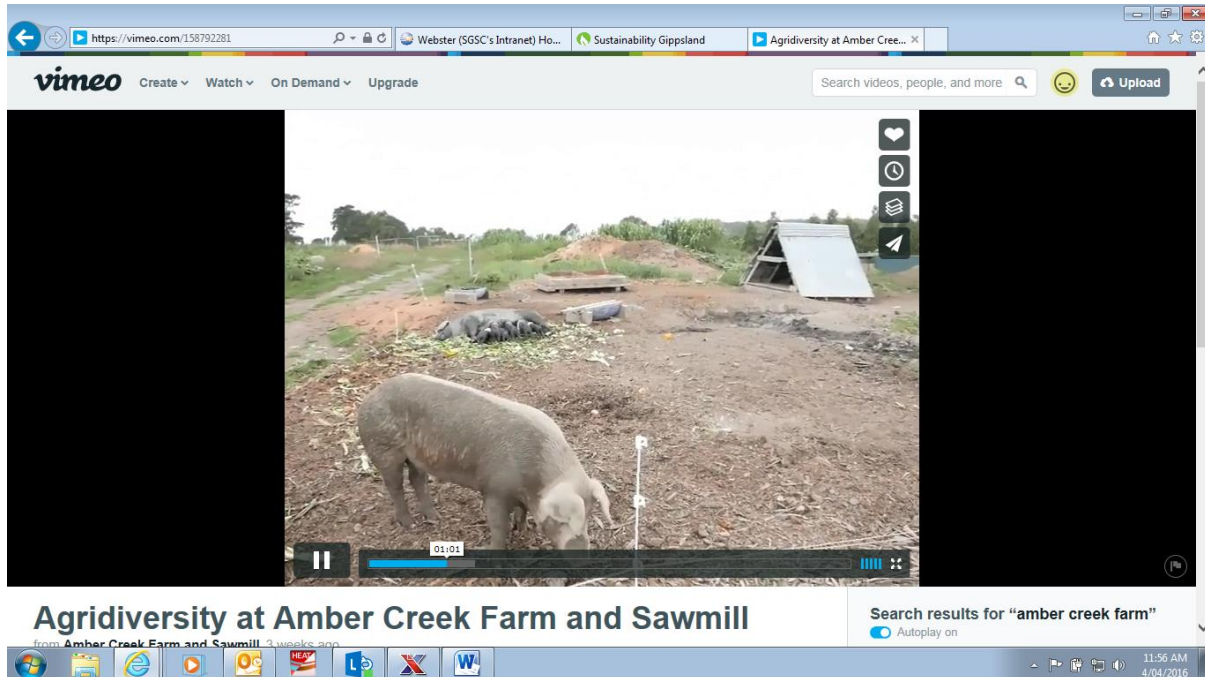 https://vimeo.com/158792281
Webster (SGSC's Intranet) Ho...
Sustainability Gippsland
Agridiversity at Amber Cree...
vimeo
Create
Watch
On Demand
Upgrade
Search videos, people, and more
Upload
01:01
Agridiversity at Amber Creek Farm and Sawmill
from Amber Creek Farm and Sawmill 3 weeks ago
Search results for “amber creek farm”
Autoplay on
HEAT
11:56 AM
4/04/2016